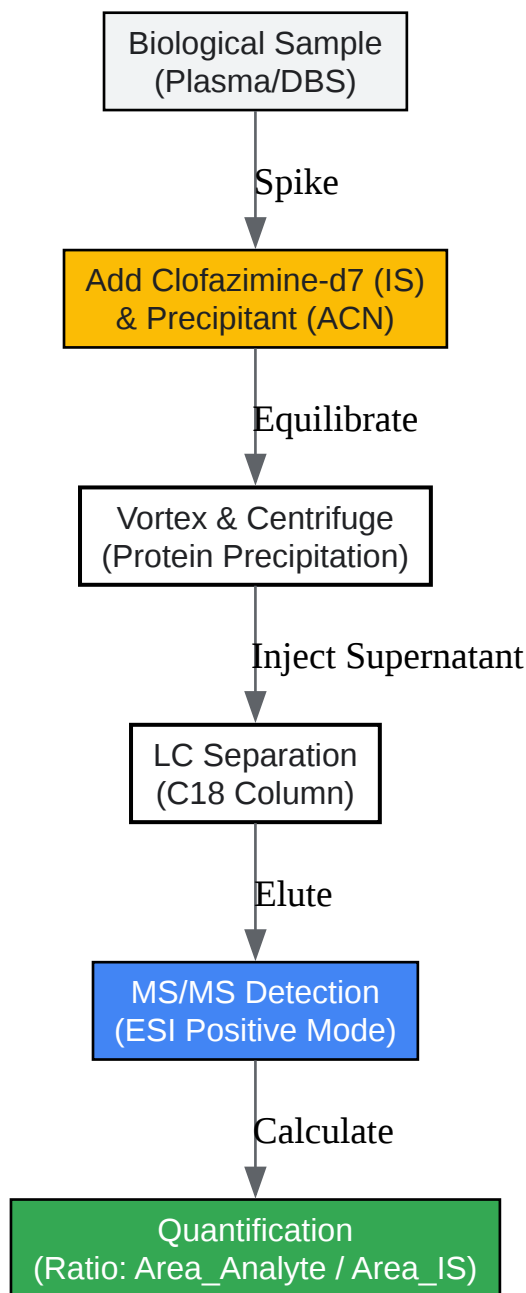 Biological Sample
(Plasma/DBS)
Spike
Add Clofazimine-d7 (IS)
& Precipitant (ACN)
Equilibrate
Vortex & Centrifuge
(Protein Precipitation)
Inject Supernatant
LC Separation
(C18 Column)
Elute
MS/MS Detection
(ESI Positive Mode)
Calculate
Quantification
(Ratio: Area_Analyte / Area_IS)